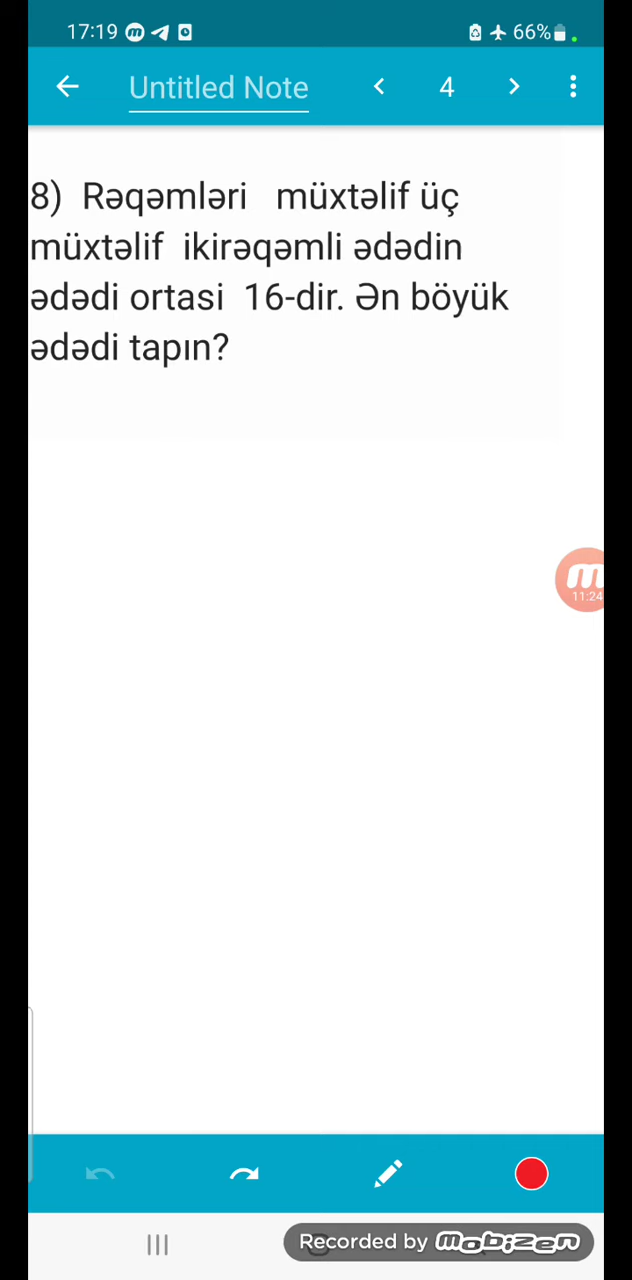 17:19 66%
Untitled Note 4
8) Rəqəmləri müxtəlif üç
müxtəlif ikirəqəmli ədədin
ədədi ortasi 16-dir. Ən böyük
ədədi tapın?
m
11:24
Recorded by mobizen